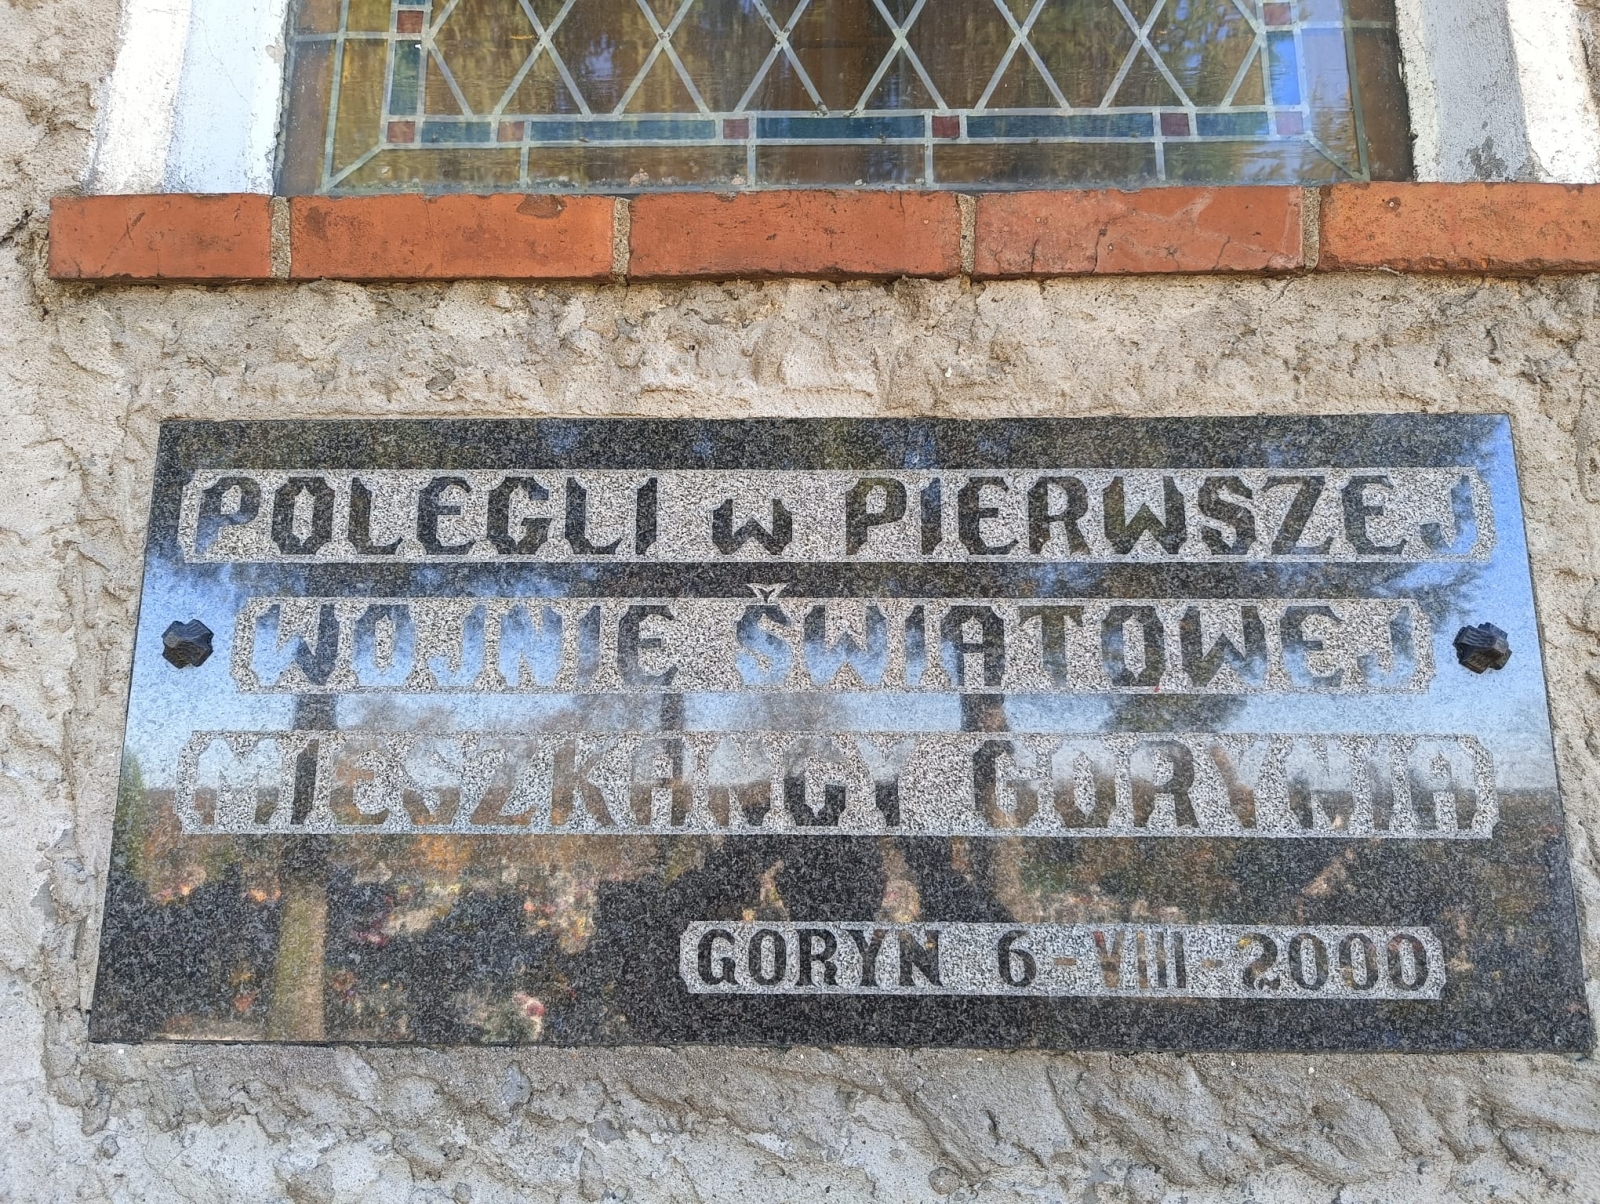 POLEGLI W PIERWSZEJ
WOJNIE ŚWIATOWEJ
MIESZKAŃCY GORYNIA
GORYN 6-VIII-2000